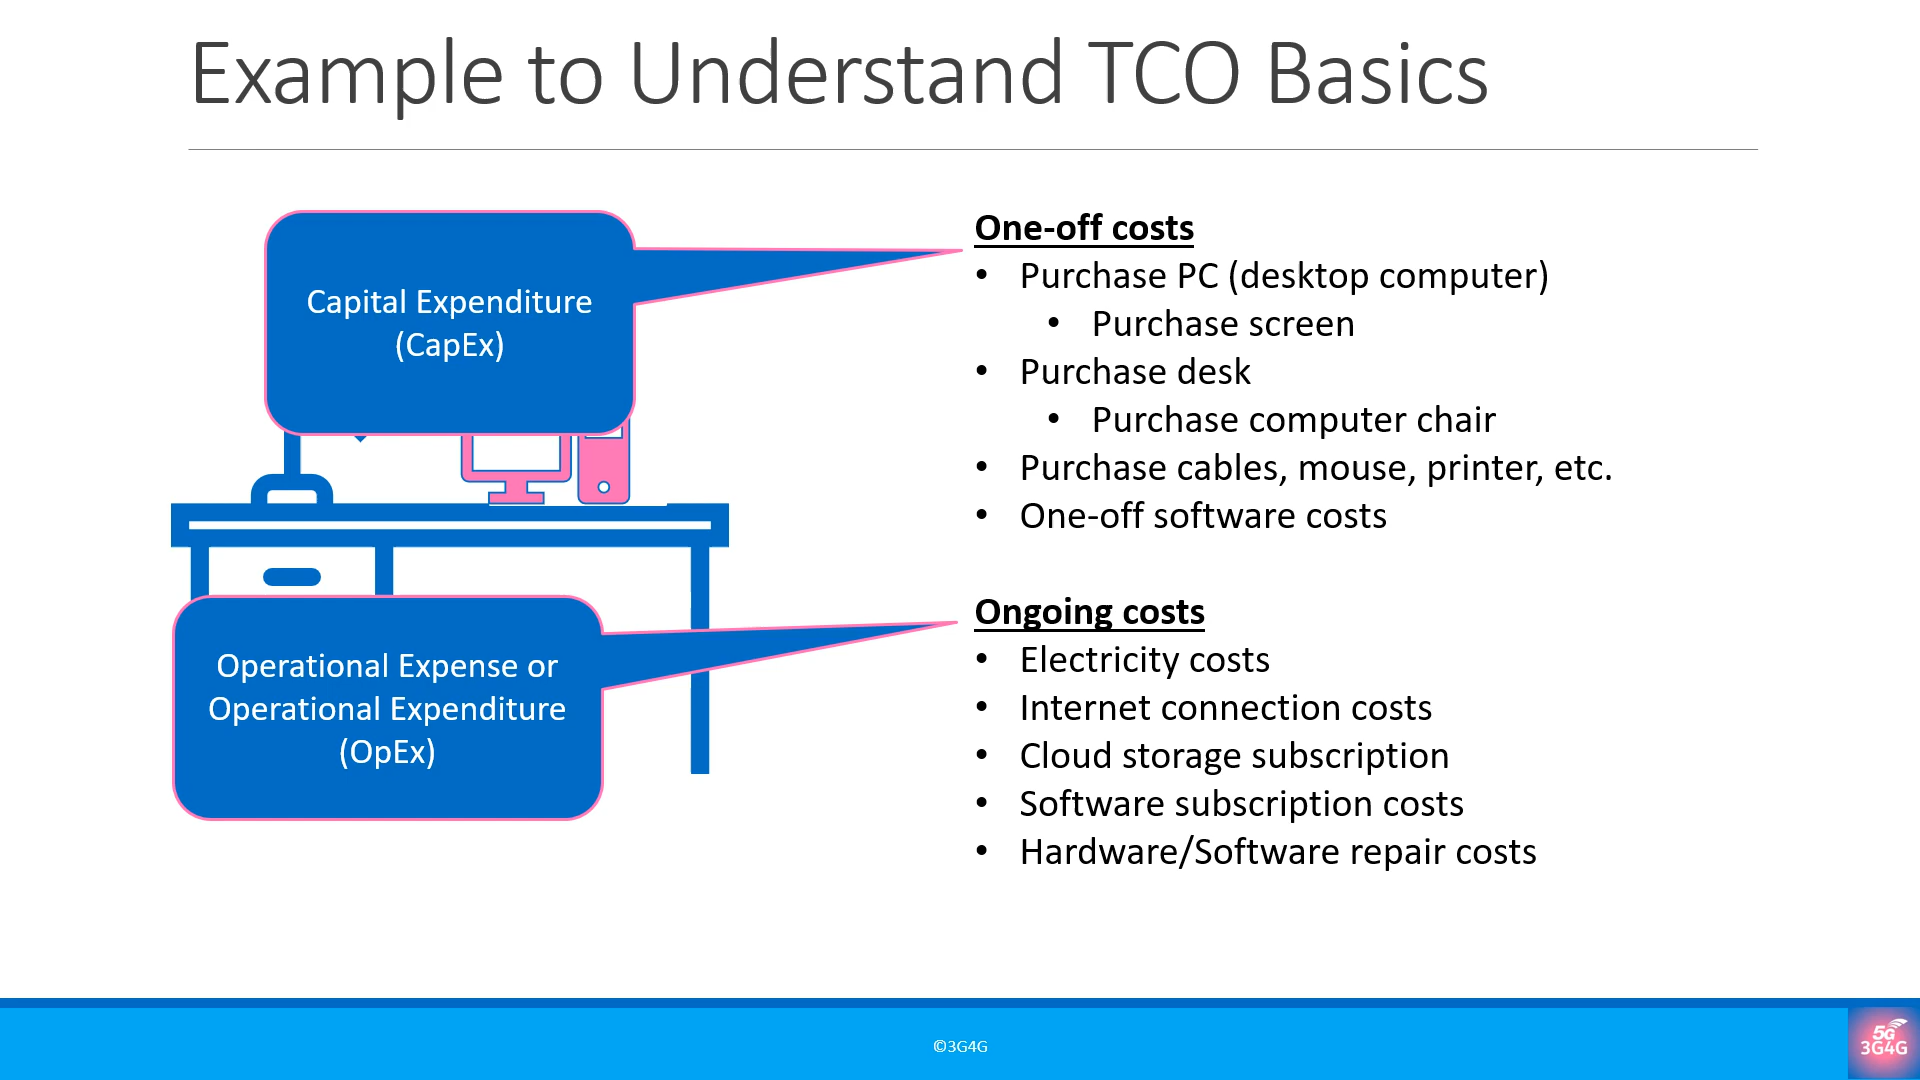 Example to Understand TCO Basics
Capital Expenditure
(CapEx)
One-off costs
• Purchase PC (desktop computer)
• Purchase screen
• Purchase desk
• Purchase computer chair
• Purchase cables, mouse, printer, etc.
• One-off software costs
Operational Expense or
Operational Expenditure
(OpEx)
Ongoing costs
• Electricity costs
• Internet connection costs
• Cloud storage subscription
• Software subscription costs
• Hardware/Software repair costs
©3G4G
5G
3G4G